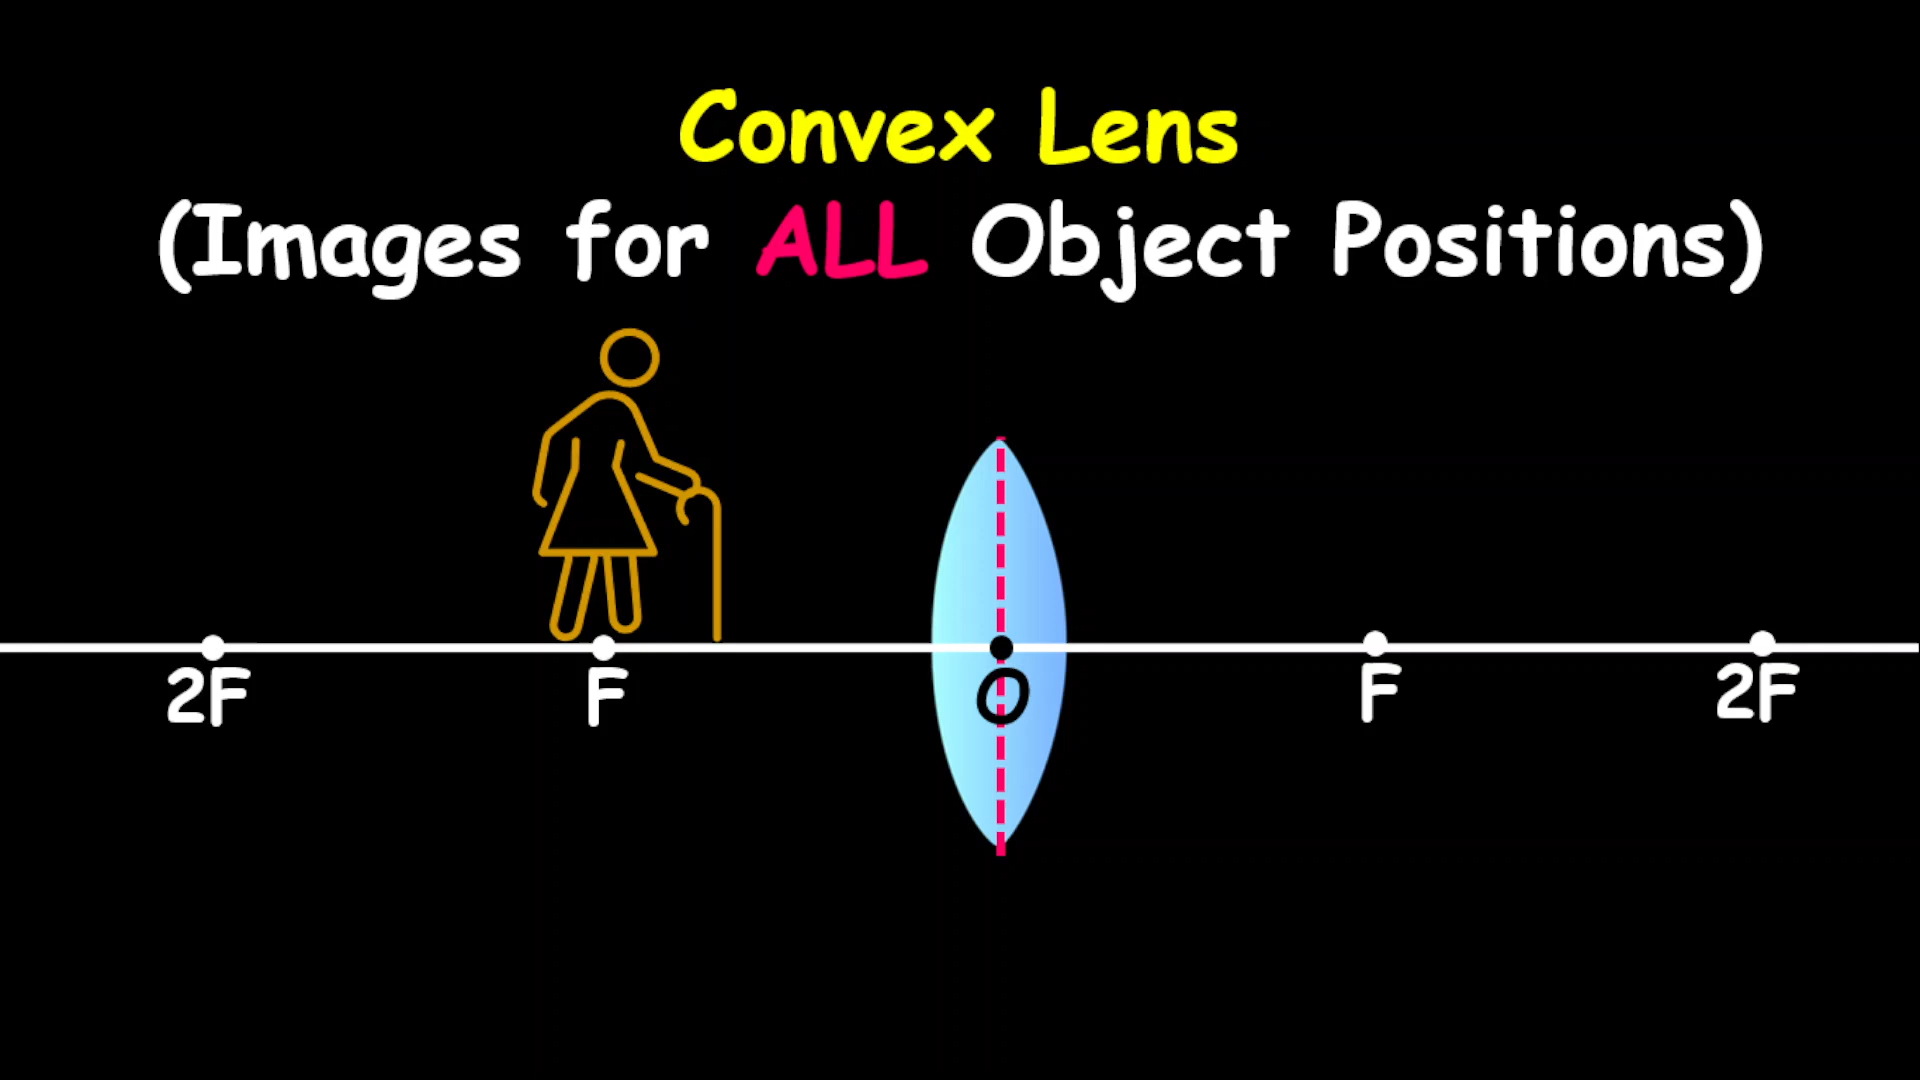 Convex Lens
(Images for ALL Object Positions)
2F F O F 2F